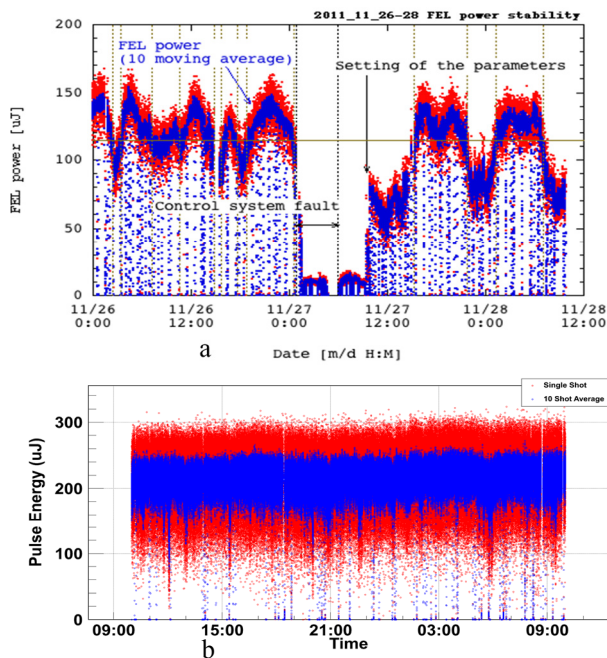 2011_11_26-28 FEL power stability
200
150
100
50
0
FEL power [uJ]
FEL power
(10 moving average)
Setting of the parameters
Control system fault
11/26 11/26 11/27 11/27 11/28 11/28
0:00 12:00 0:00 12:00 0:00 12:00
Date [m/d H:M]
a
Single Shot
10 Shot Average
300
200
100
0
Pulse Energy (uJ)
09:00 15:00 21:00 03:00 09:00
Time
b